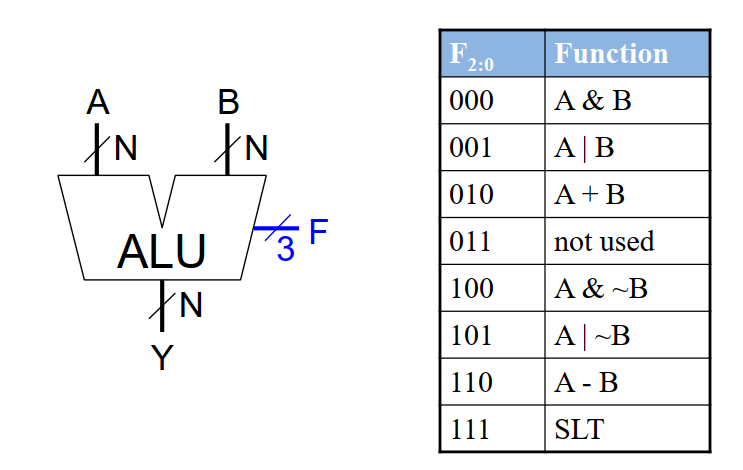 A
B
N
N
ALU
3
F
N
Y
F2:0 Function
000 A & B
001 A | B
010 A + B
011 not used
100 A & ~B
101 A | ~B
110 A - B
111 SLT